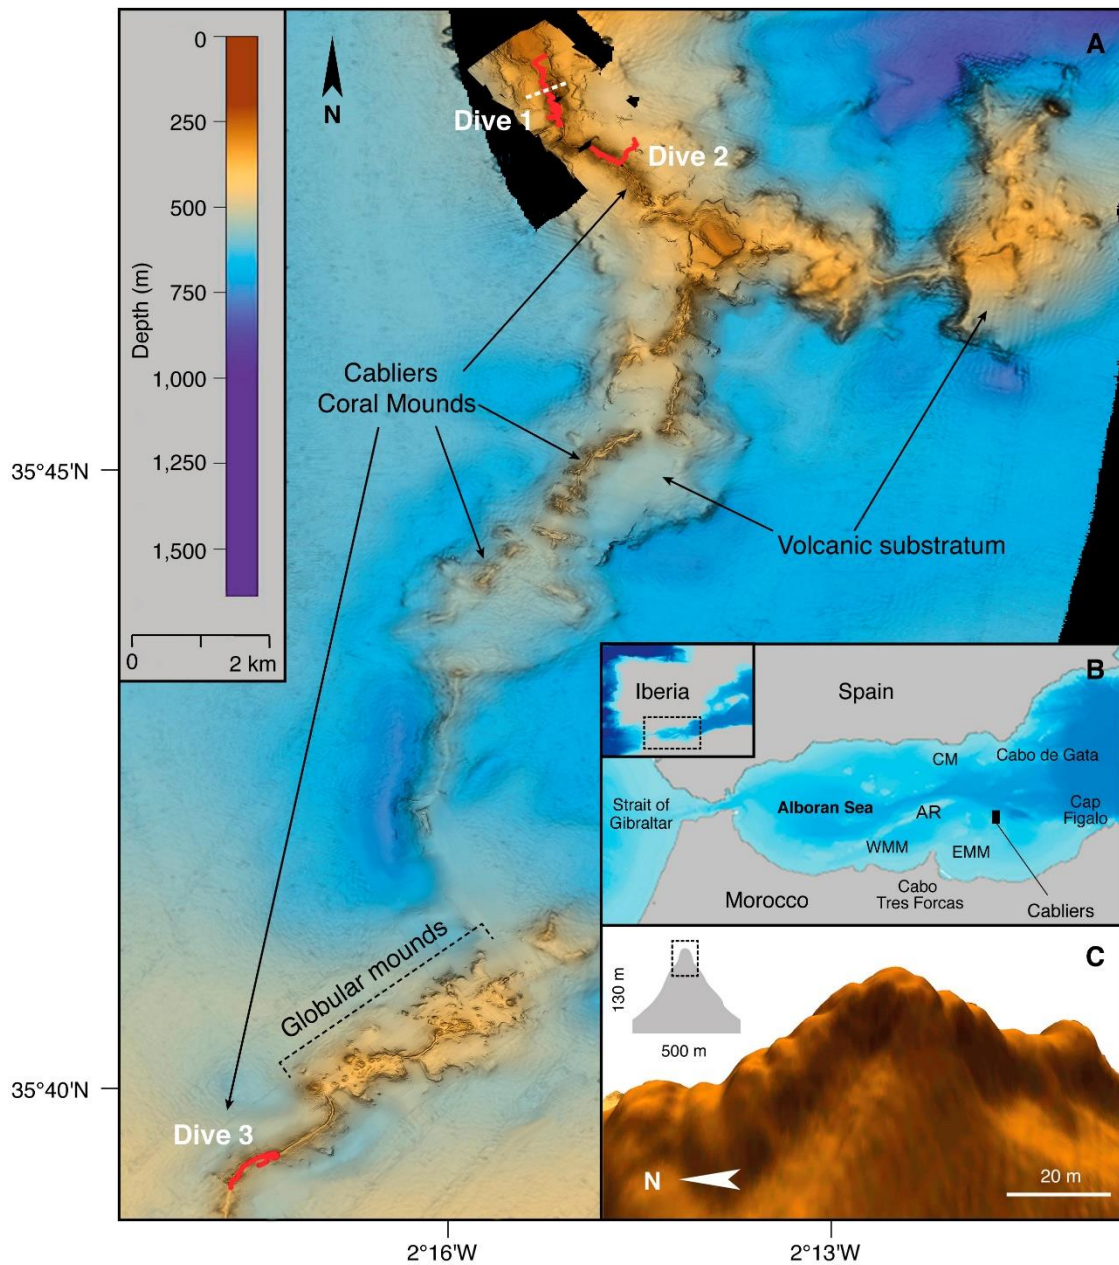 A
0
250
500
750
1,000
1,250
1,500
Depth (m)
0
2 km
N
Dive 1
Dive 2
Cabliers
Coral Mounds
Volcanic substratum
Globular mounds
Dive 3
35°45'N
35°40'N
2°16'W
2°13'W
B
Iberia
Spain
CM
Cabo de Gata
Strait of
Gibraltar
Alboran Sea
AR
Cap
Figalo
WMM
EMM
Morocco
Cabo
Tres Forcas
Cabliers
C
130 m
500 m
N
20 m